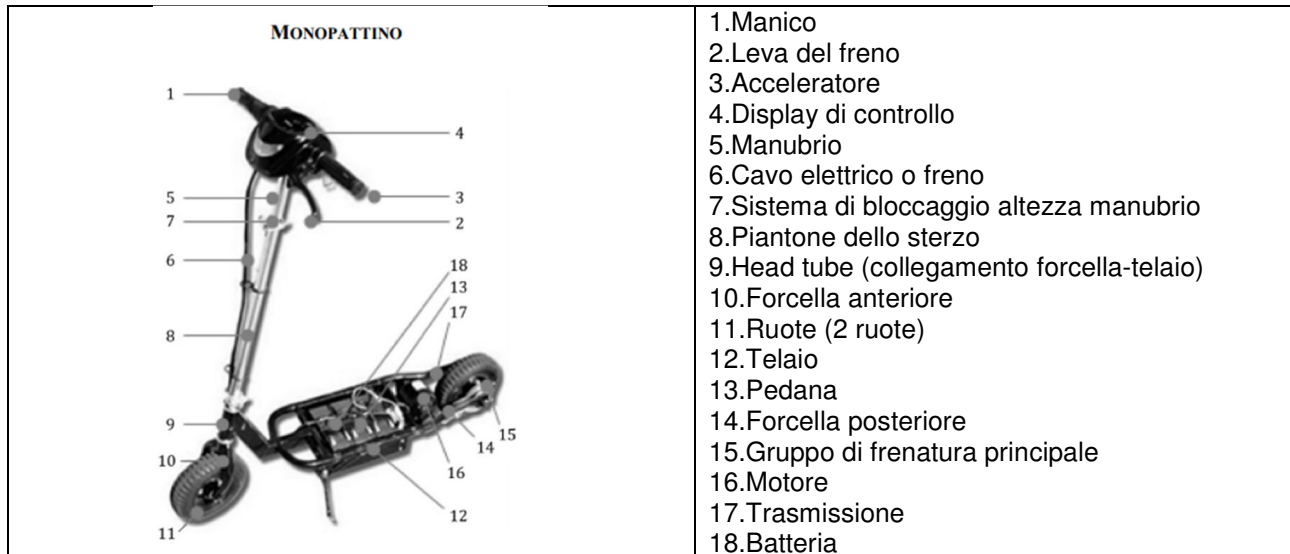 MONOPATTINO
1
4
5
3
7
2
6
18
13
17
8
9
15
14
10
16
12
11
1.Manico
2.Leva del freno
3.Acceleratore
4.Display di controllo
5.Manubrio
6.Cavo elettrico o freno
7.Sistema di bloccaggio altezza manubrio
8.Piantone dello sterzo
9.Head tube (collegamento forcella-telaio)
10.Forcella anteriore
11.Ruote (2 ruote)
12.Telaio
13.Pedana
14.Forcella posteriore
15.Gruppo di frenatura principale
16.Motore
17.Trasmissione
18.Batteria